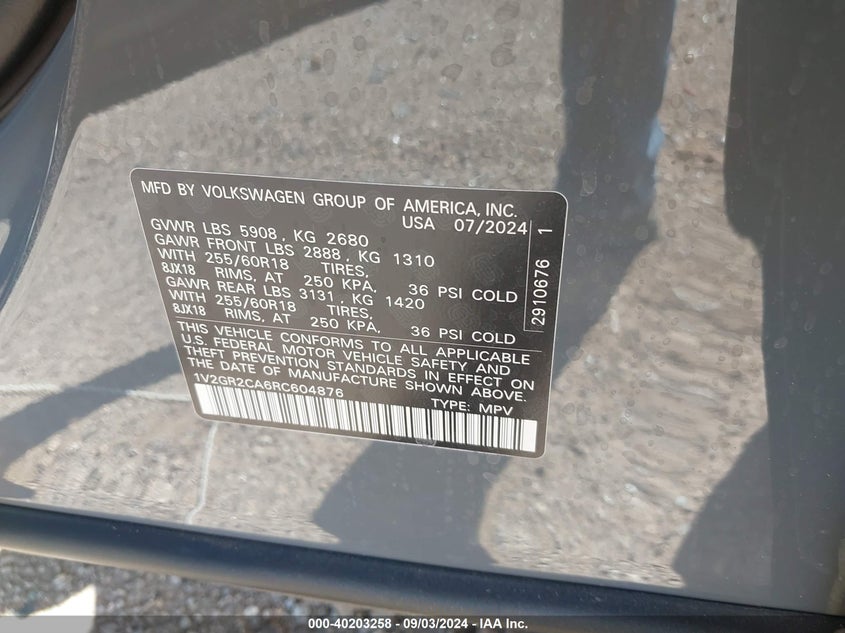 MFD BY VOLKSWAGEN GROUP OF AMERICA, INC.
USA 07/2024
GVWR LBS 5908 , KG 2680
GAWR FRONT LBS 2888 , KG 1310
WITH 255/60R18 TIRES,
8JX18 RIMS, AT 250 KPA, 36 PSI COLD
GAWR REAR LBS 3131 , KG 1420
WITH 255/60R18 TIRES,
8JX18 RIMS, AT 250 KPA, 36 PSI COLD
THIS VEHICLE CONFORMS TO ALL APPLICABLE
U.S. FEDERAL MOTOR VEHICLE SAFETY AND
THEFT PREVENTION STANDARDS IN EFFECT ON
THE DATE OF MANUFACTURE SHOWN ABOVE.
1V2GR2CA6RC604876
TYPE: MPV
2910676 1
000-40203258 - 09/03/2024 - IAA Inc.